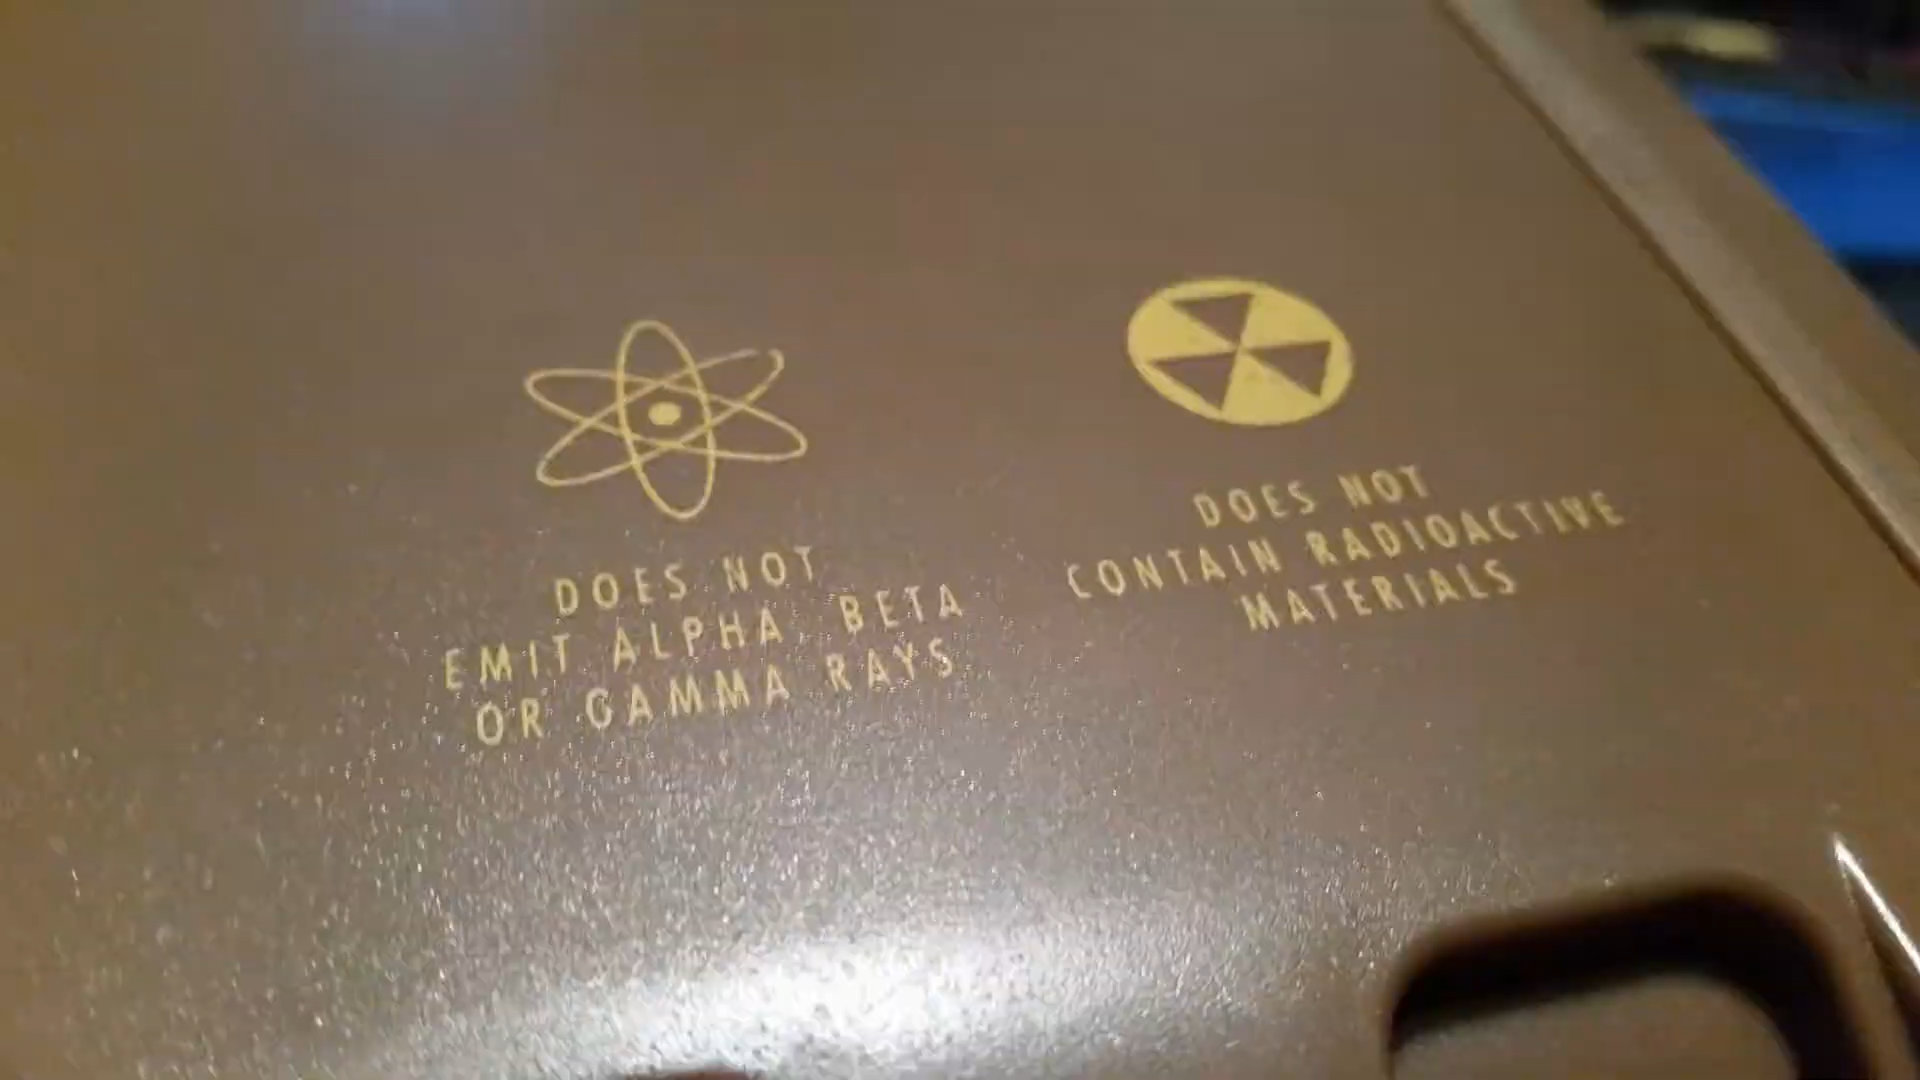 DOES NOT
EMIT ALPHA BETA
OR GAMMA RAYS
DOES NOT
CONTAIN RADIOACTIVE
MATERIALS